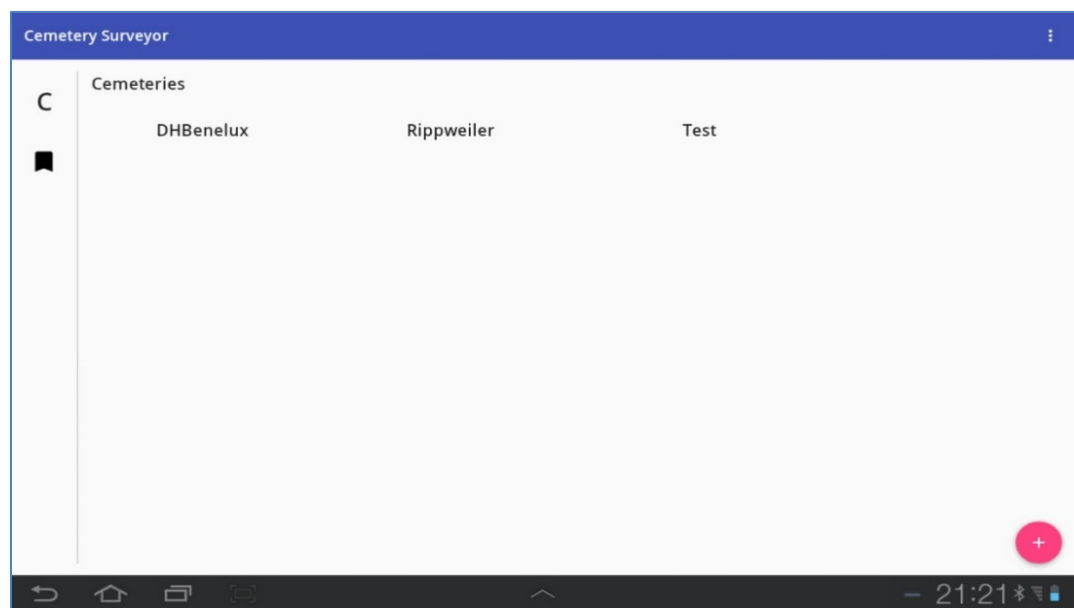 Cemetery Surveyor
C
Cemeteries
DHBenelux Rippweiler Test
+
21:21